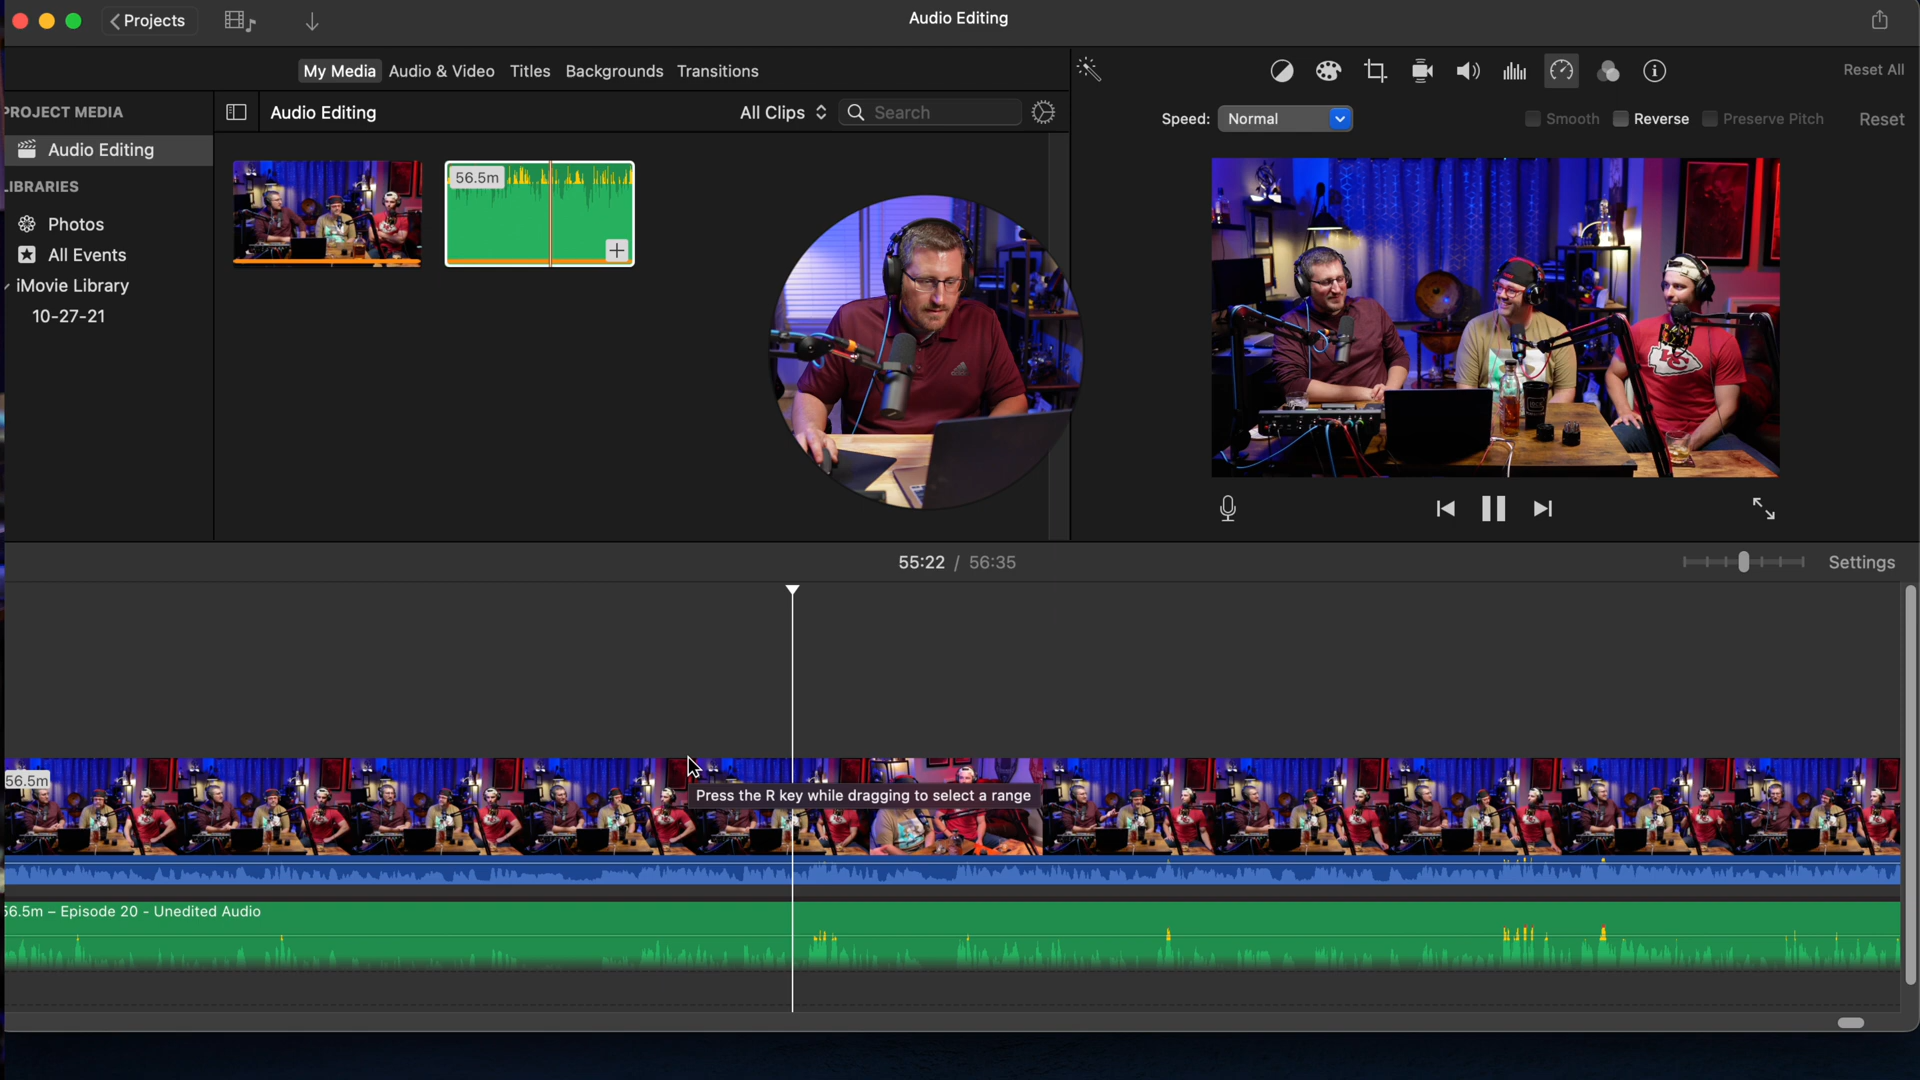 Projects
Audio Editing
My Media Audio & Video Titles Backgrounds Transitions
Reset All
PROJECT MEDIA
Audio Editing
All Clips
Search
Speed: Normal
Smooth
Reverse
Preserve Pitch
Reset
Audio Editing
LIBRARIES
56.5m
Photos
All Events
iMovie Library
10-27-21
KC
55:22 / 56:35
Settings
56.5m
Press the R key while dragging to select a range
56.5m – Episode 20 - Unedited Audio